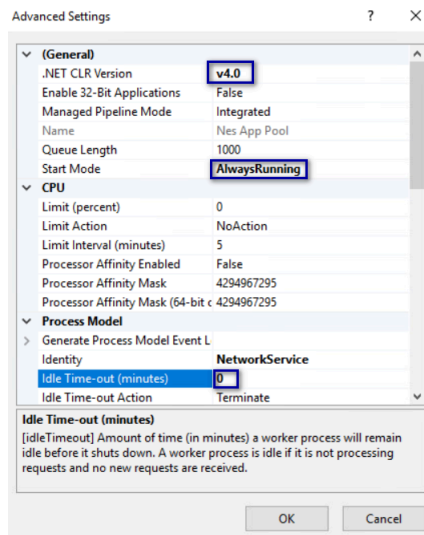 Advanced Settings ? ×
(General)
.NET CLR Version v4.0
Enable 32-Bit Applications False
Managed Pipeline Mode Integrated
Name Nes App Pool
Queue Length 1000
Start Mode AlwaysRunning
CPU
Limit (percent) 0
Limit Action NoAction
Limit Interval (minutes) 5
Processor Affinity Enabled False
Processor Affinity Mask 4294967295
Processor Affinity Mask (64-bit c 4294967295
Process Model
Generate Process Model Event L
Identity NetworkService
Idle Time-out (minutes) 0
Idle Time-out Action Terminate
Idle Time-out (minutes)
[idleTimeout] Amount of time (in minutes) a worker process will remain
idle before it shuts down. A worker process is idle if it is not processing
requests and no new requests are received.
OK Cancel